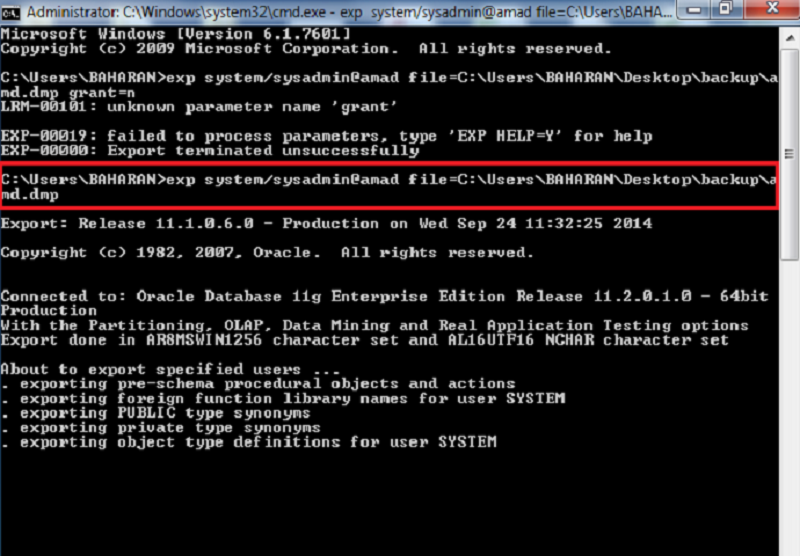 Administrator: C:\Windows\system32\cmd.exe - exp system/sysadmin@amad file=C:\Users\BAHA...
Microsoft Windows [Version 6.1.7601]
Copyright (c) 2009 Microsoft Corporation. All rights reserved.
C:\Users\BAHARAN>exp system/sysadmin@amad file=C:\Users\BAHARAN\Desktop\backup\a
md.dmp grant=n
LRM-00101: unknown parameter name 'grant'
EXP-00019: failed to process parameters, type 'EXP HELP=Y' for help
EXP-00000: Export terminated unsuccessfully
C:\Users\BAHARAN>exp system/sysadmin@amad file=C:\Users\BAHARAN\Desktop\backup\a
md.dmp
Export: Release 11.1.0.6.0 - Production on Wed Sep 24 11:32:25 2014
Copyright (c) 1982, 2007, Oracle. All rights reserved.
Connected to: Oracle Database 11g Enterprise Edition Release 11.2.0.1.0 - 64bit
Production
With the Partitioning, OLAP, Data Mining and Real Application Testing options
Export done in AR8MSWIN1256 character set and AL16UTF16 NCHAR character set
About to export specified users ...
. exporting pre-schema procedural objects and actions
. exporting foreign function library names for user SYSTEM
. exporting PUBLIC type synonyms
. exporting private type synonyms
. exporting object type definitions for user SYSTEM